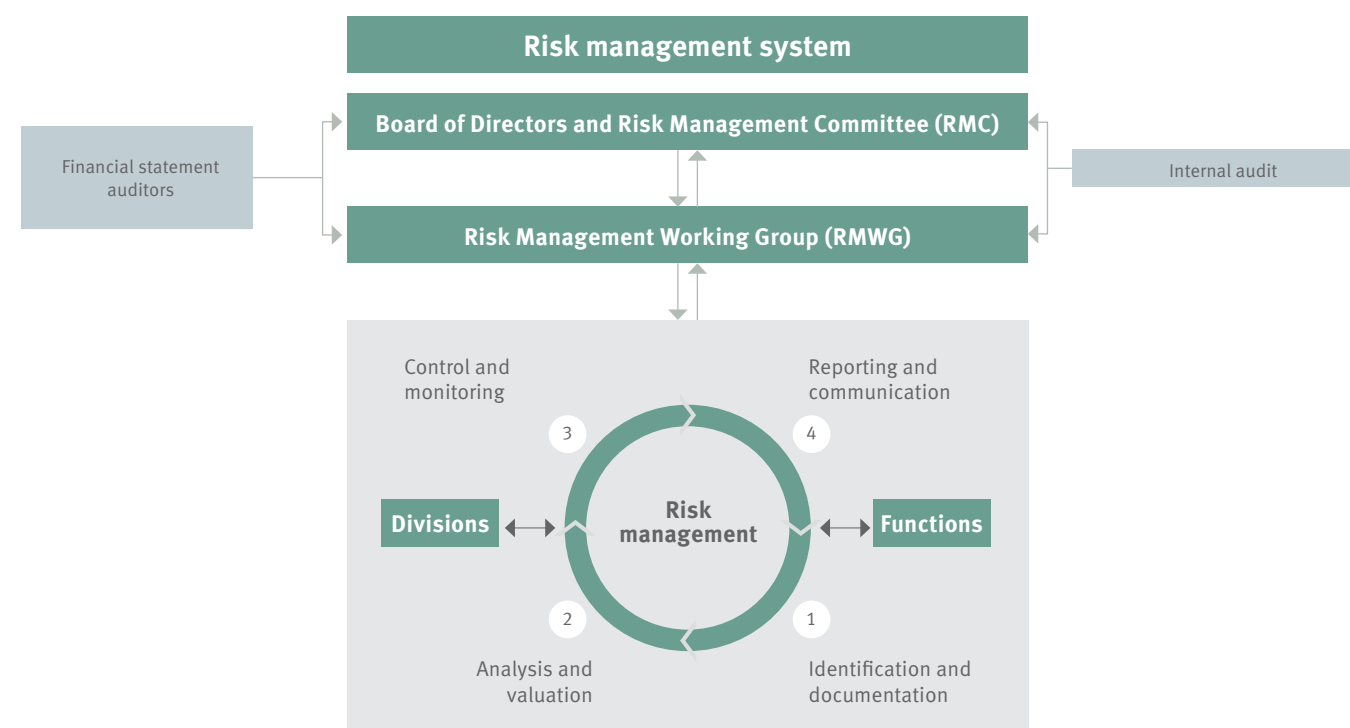 Risk management system
Board of Directors and Risk Management Committee (RMC)
Financial statement
auditors
Internal audit
Risk Management Working Group (RMWG)
Control and
monitoring
Reporting and
communication
3
4
Divisions
Risk
management
Functions
2
1
Analysis and
valuation
Identification and
documentation